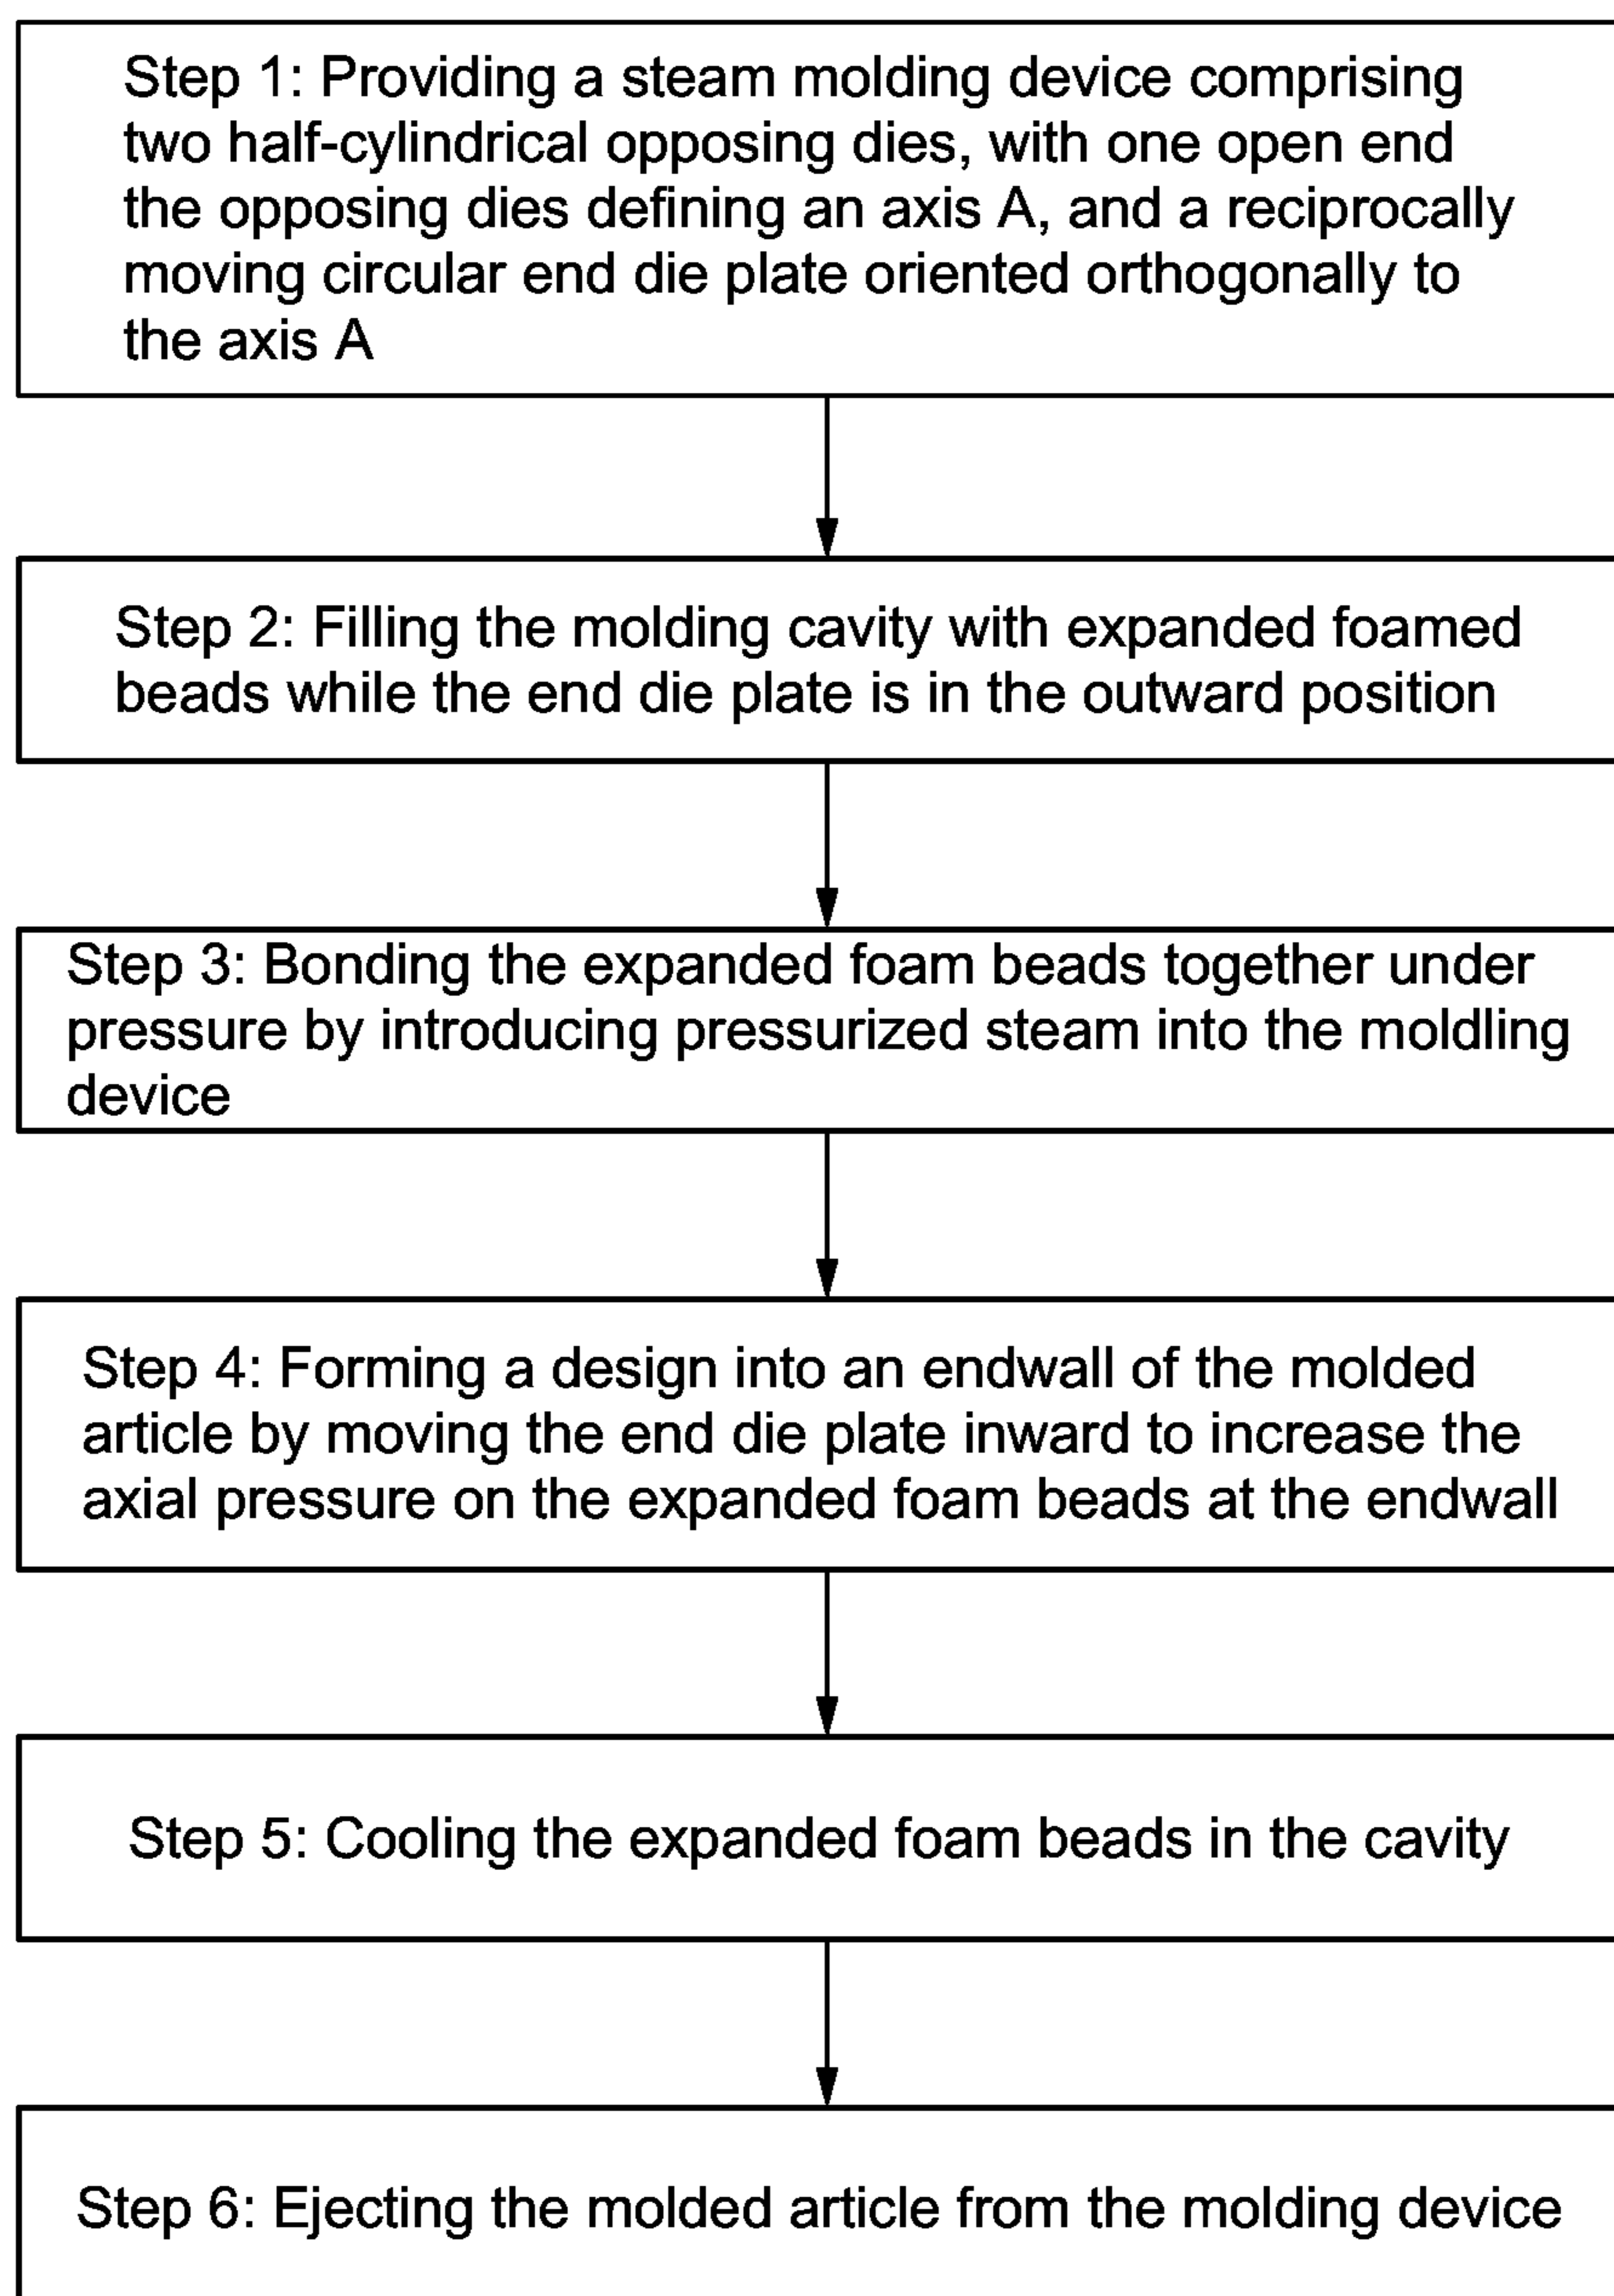 Step 1: Providing a steam molding device comprising
two half-cylindrical opposing dies, with one open end
the opposing dies defining an axis A, and a reciprocally
moving circular end die plate oriented orthogonally to
the axis A
Step 2: Filling the molding cavity with expanded foamed
beads while the end die plate is in the outward position
Step 3: Bonding the expanded foam beads together under
pressure by introducing pressurized steam into the moldling
device
Step 4: Forming a design into an endwall of the molded
article by moving the end die plate inward to increase the
axial pressure on the expanded foam beads at the endwall
Step 5: Cooling the expanded foam beads in the cavity
Step 6: Ejecting the molded article from the molding device